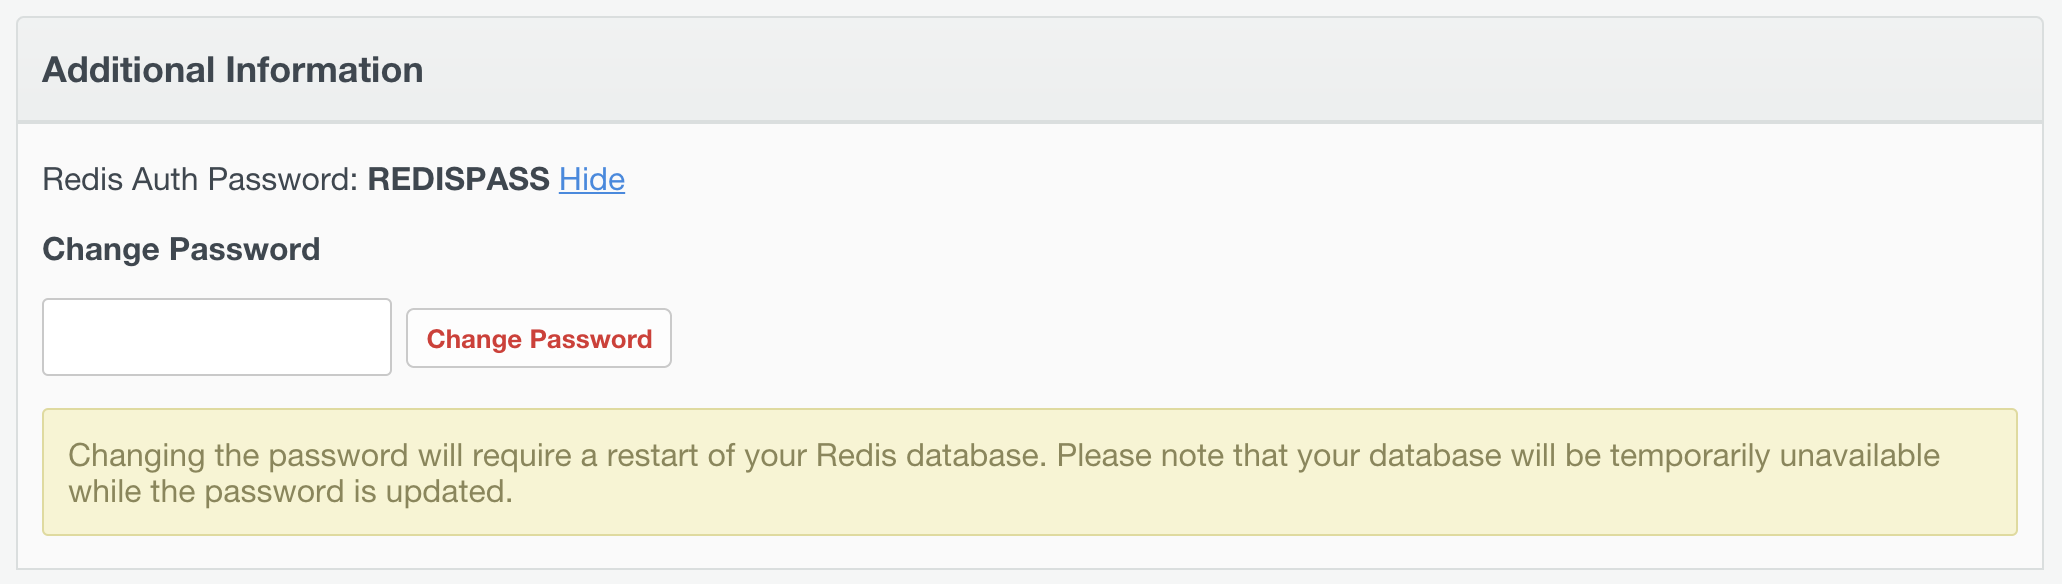 Additional Information
Redis Auth Password: REDISPASS Hide
Change Password
Change Password
Changing the password will require a restart of your Redis database. Please note that your database will be temporarily unavailable
while the password is updated.